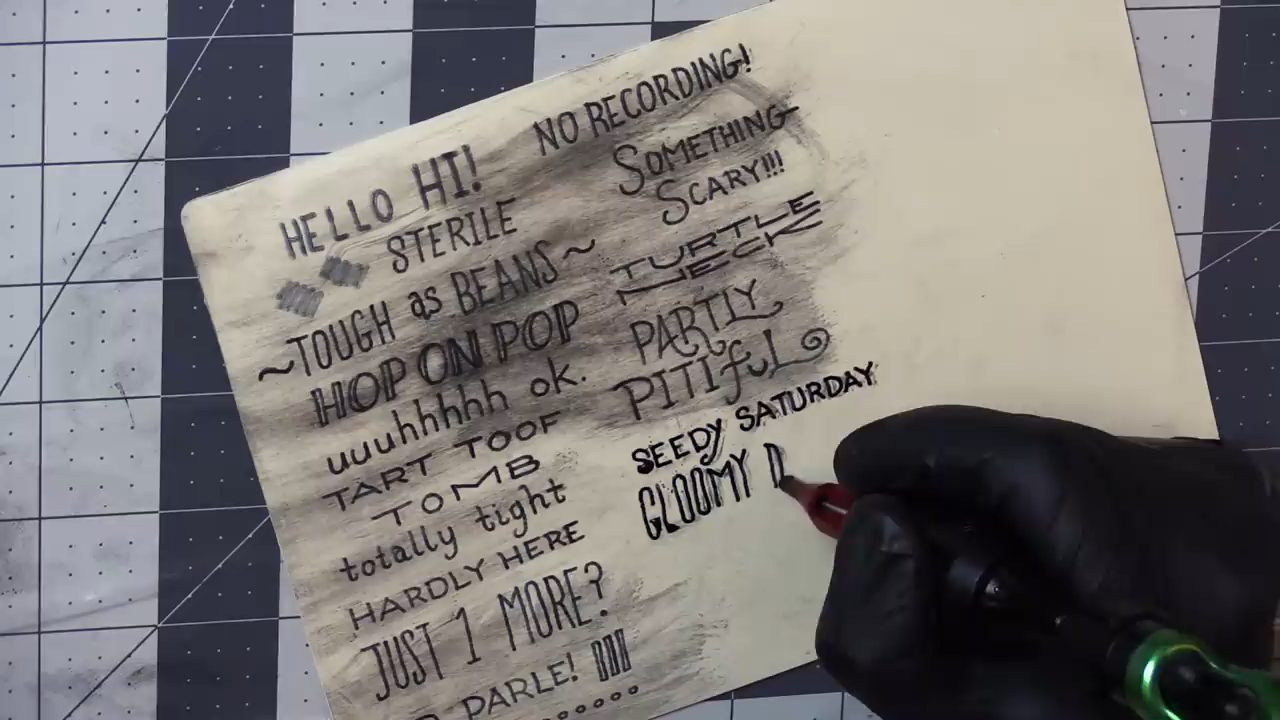 HELLO HI!
STERILE
~TOUGH as BEANS~
HOP ON POP
uuuhhhhh ok.
TART TOOF
TOMB
totally tight
HARDLY HERE
JUST 1 MORE?
PARLE!
NO RECORDING!
SOMETHING
SCARY!!!
TURTLE
NECK
PARTLY
PITIfuL
SEEDY SATURDAY
GLOOMY D